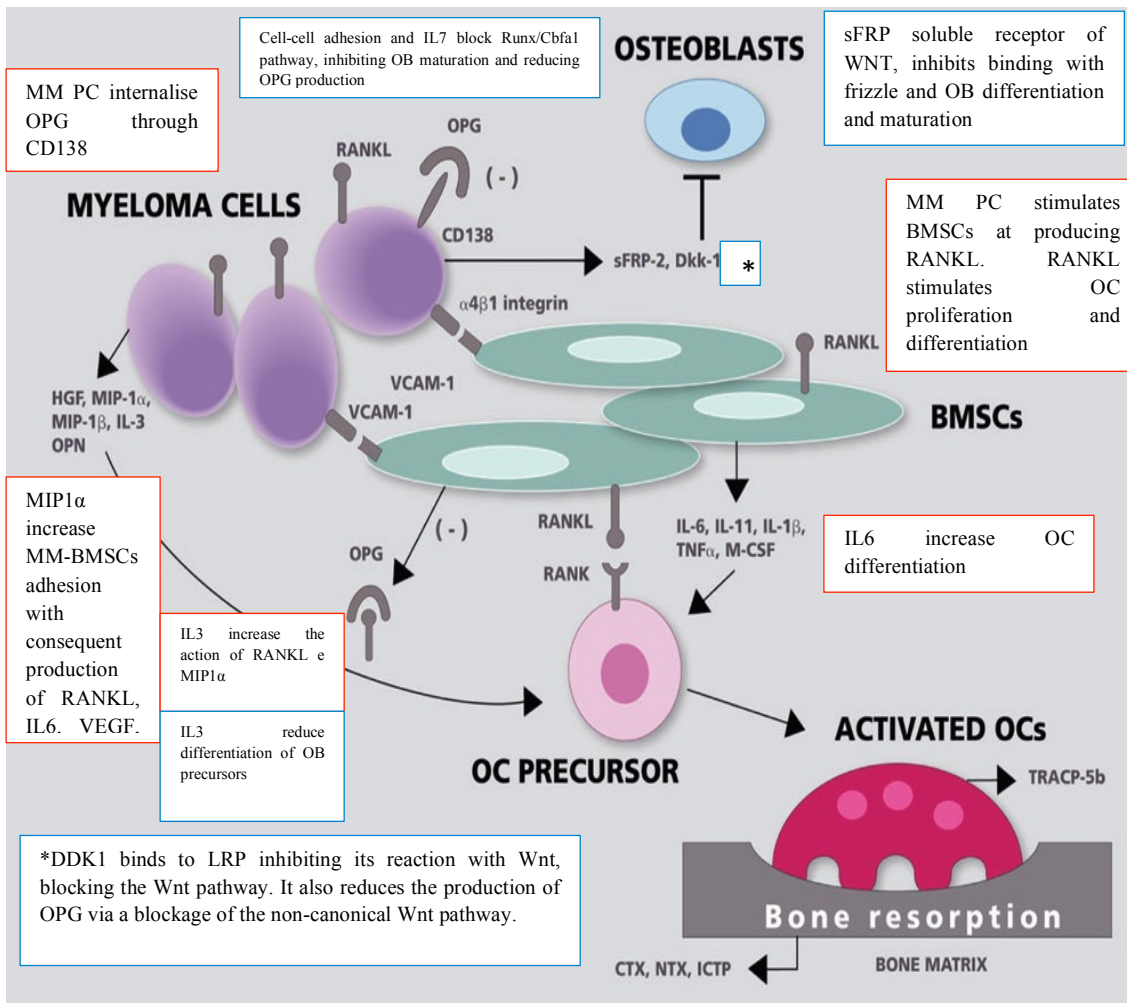 Cell-cell adhesion and IL7 block Runx/Cbfa1
pathway, inhibiting OB maturation and reducing
OPG production
OSTEOBLASTS
sFRP soluble receptor of
WNT, inhibits binding with
frizzle and OB differentiation
and maturation
MM PC internalise
OPG through
CD138
OPG
RANKL
(-)
MYELOMA CELLS
CD138
sFRP-2, Dkk-1
*
MM PC stimulates
BMSCs at producing
RANKL. RANKL
stimulates OC
proliferation and
differentiation
α4β1 integrin
RANKL
VCAM-1
VCAM-1
BMSCs
HGF, MIP-1α,
MIP-1β, IL-3
OPN
MIP1α
increase
MM-BMSCs
adhesion
with
consequent
production
of RANKL,
IL6, VEGF.
(-)
OPG
RANKL
RANK
IL-6, IL-11, IL-1β,
TNFα, M-CSF
IL6 increase OC
differentiation
IL3 increase the
action of RANKL e
MIP1α
IL3 reduce
differentiation of OB
precursors
OC PRECURSOR
ACTIVATED OCs
TRACP-5b
*DDK1 binds to LRP inhibiting its reaction with Wnt,
blocking the Wnt pathway. It also reduces the production of
OPG via a blockage of the non-canonical Wnt pathway.
Bone resorption
CTX, NTX, ICTP
BONE MATRIX